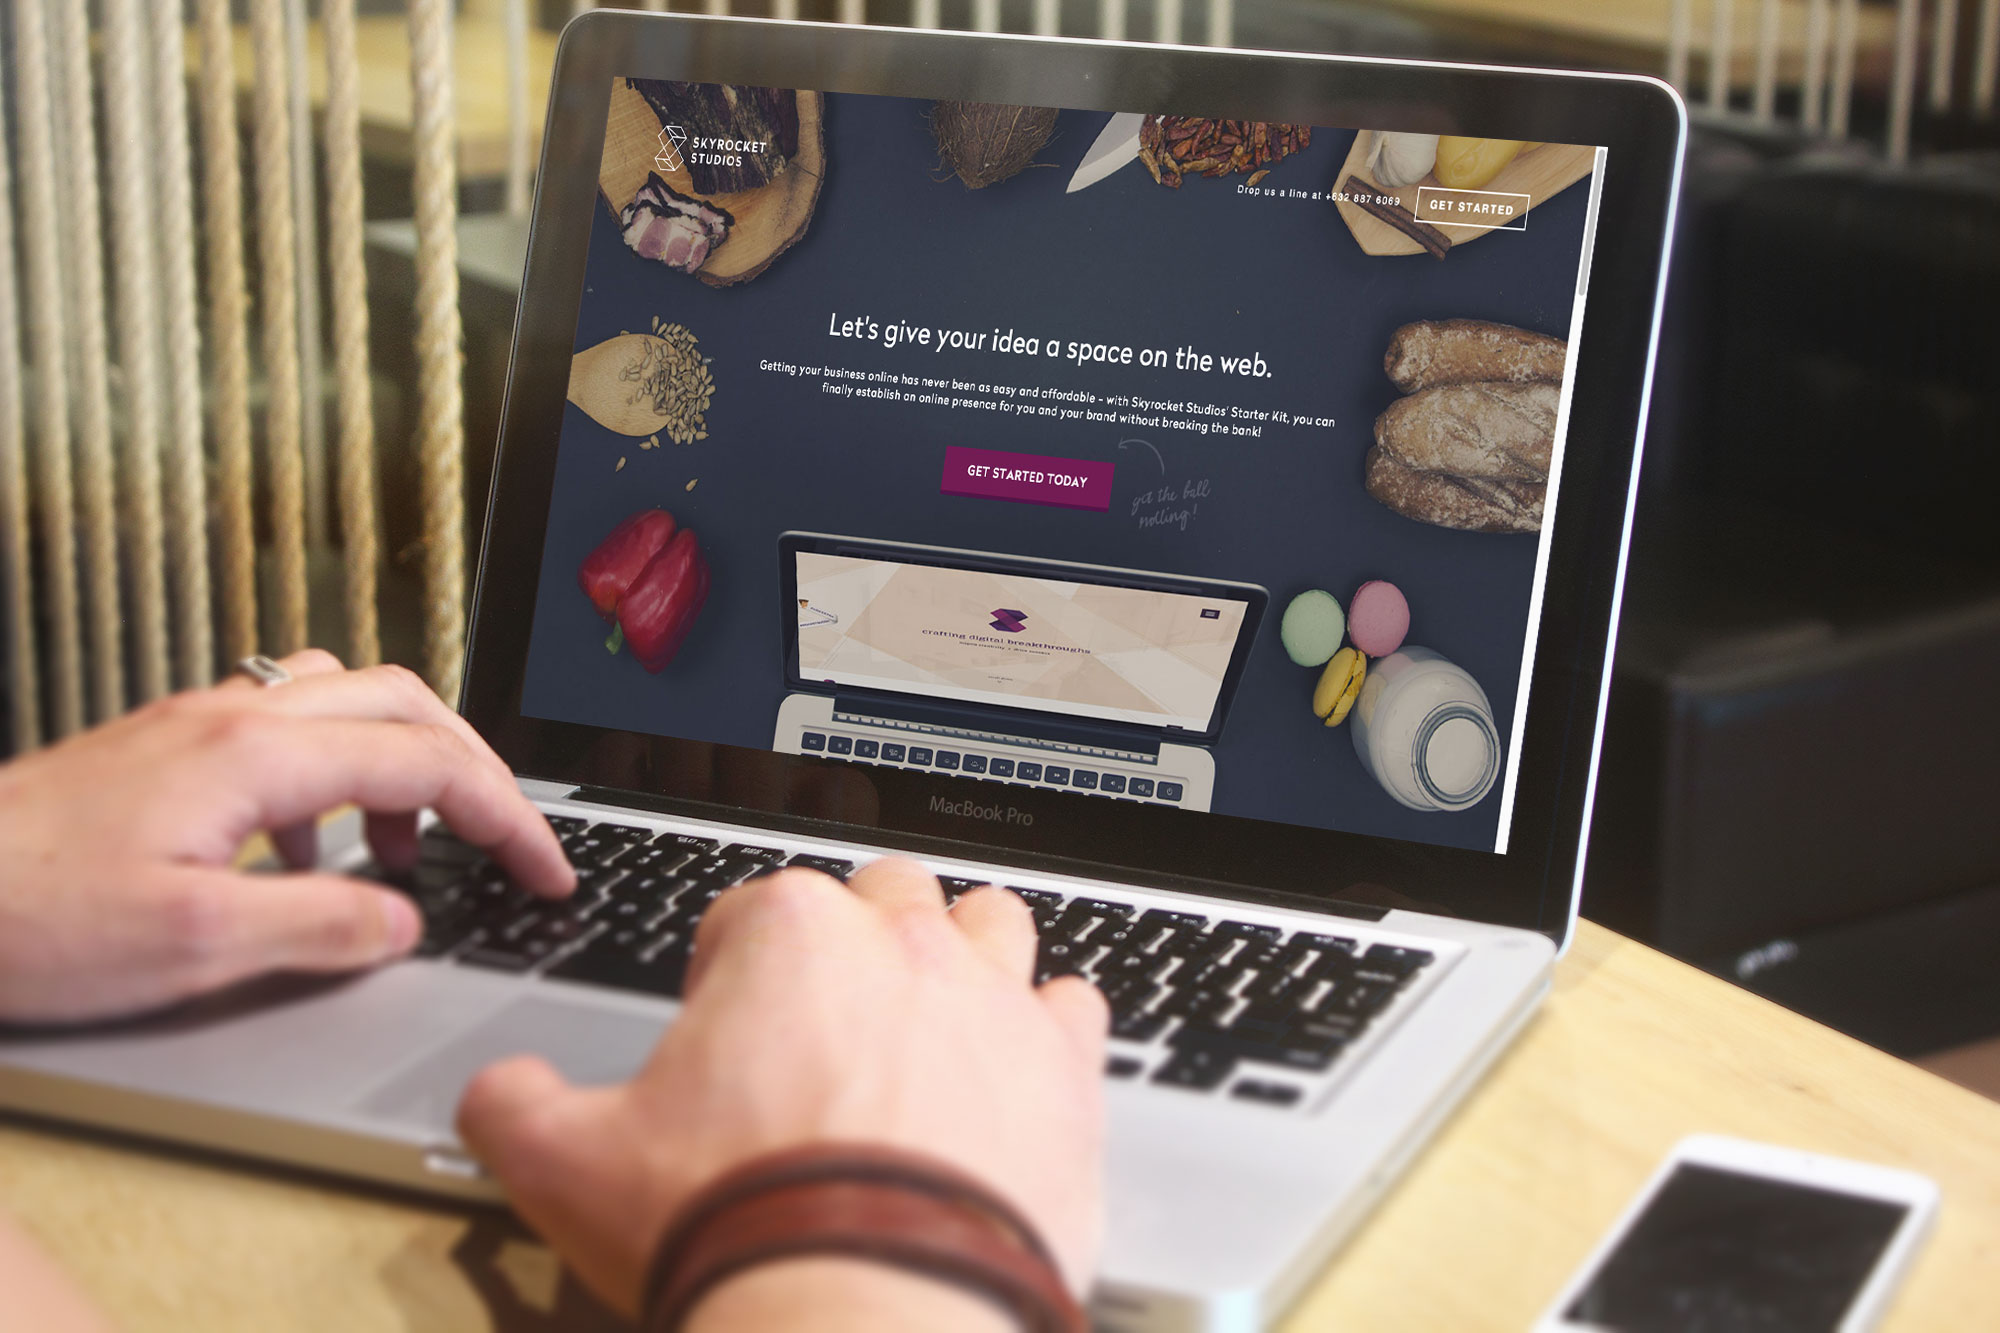 SKYROCKET
STUDIOS
Drop us a line at +632 887 6069
GET STARTED
Let's give your idea a space on the web.
Getting your business online has never been as easy and affordable - with Skyrocket Studios' Starter Kit, you can
finally establish an online presence for you and your brand without breaking the bank!
GET STARTED TODAY
get the ball
rolling!
crafting digital breakthroughs
MacBook Pro